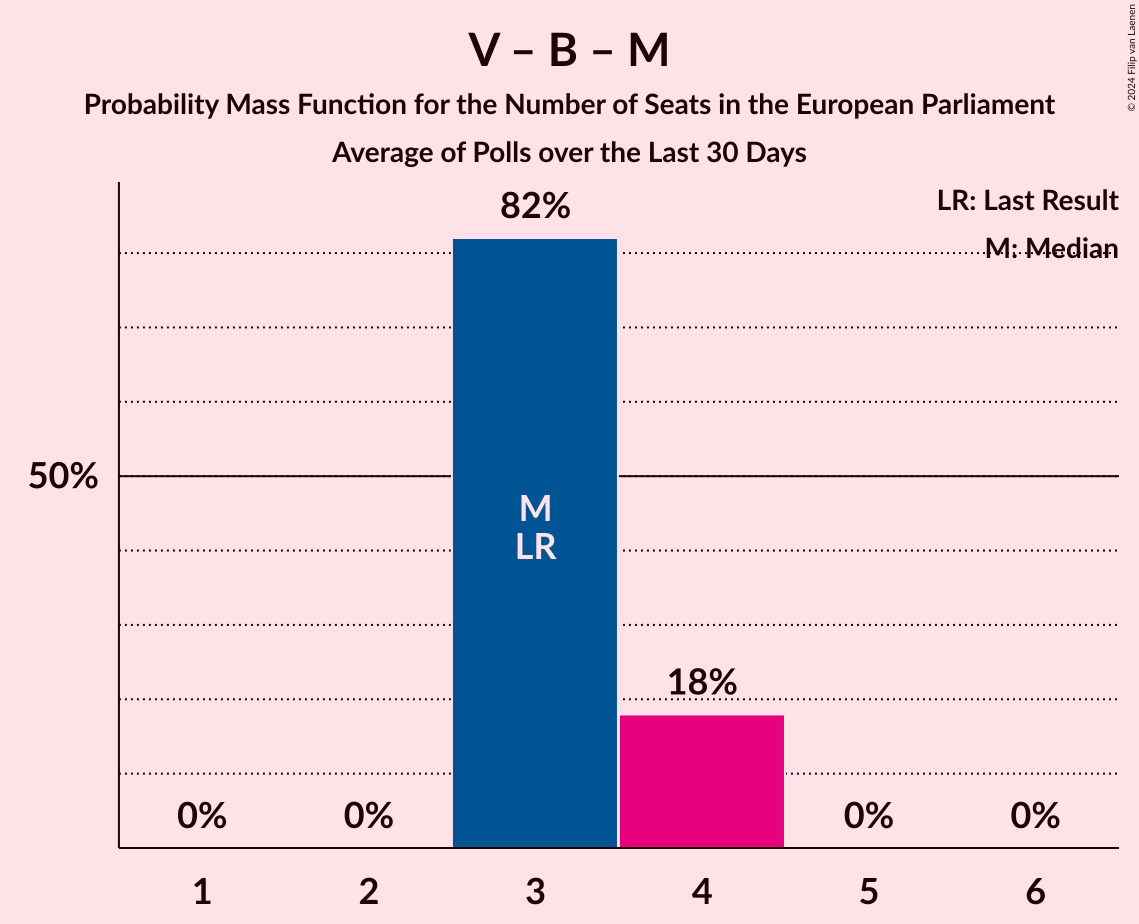 V – B – M
Probability Mass Function for the Number of Seats in the European Parliament
Average of Polls over the Last 30 Days
© 2024 Filip van Laenen
LR: Last Result
M: Median
82%
50%
M
LR
18%
0%
0%
0%
0%
1
2
3
4
5
6